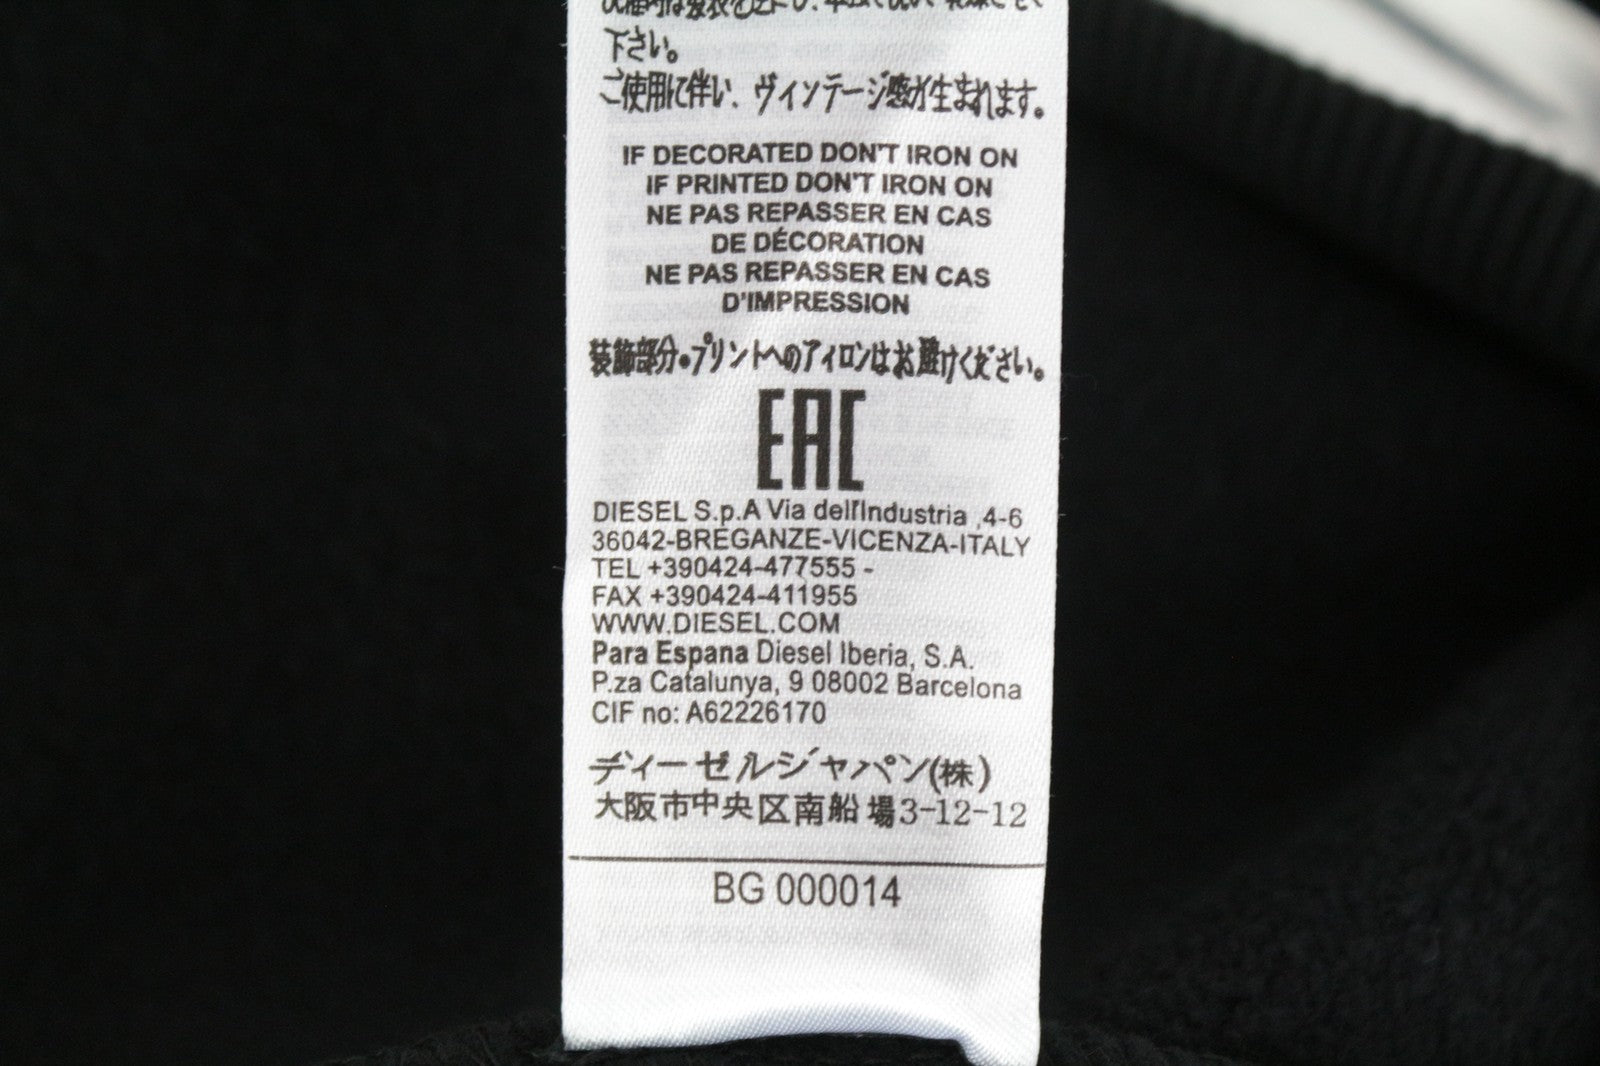 下さい。
ご使用に伴い、ヴィンテージ感が生まれます。
IF DECORATED DON'T IRON ON
IF PRINTED DON'T IRON ON
NE PAS REPASSER EN CAS
DE DÉCORATION
NE PAS REPASSER EN CAS
D'IMPRESSION
装飾部分・プリントへのアイロンはお避けください。
EAC
DIESEL S.p.A Via dell'Industria ,4-6
36042-BREGANZE-VICENZA-ITALY
TEL +390424-477555 -
FAX +390424-411955
WWW.DIESEL.COM
Para Espana Diesel Iberia, S.A.
P.za Catalunya, 9 08002 Barcelona
CIF no: A62226170
ディーゼルジャパン(株)
大阪市中央区南船場3-12-12
BG 000014